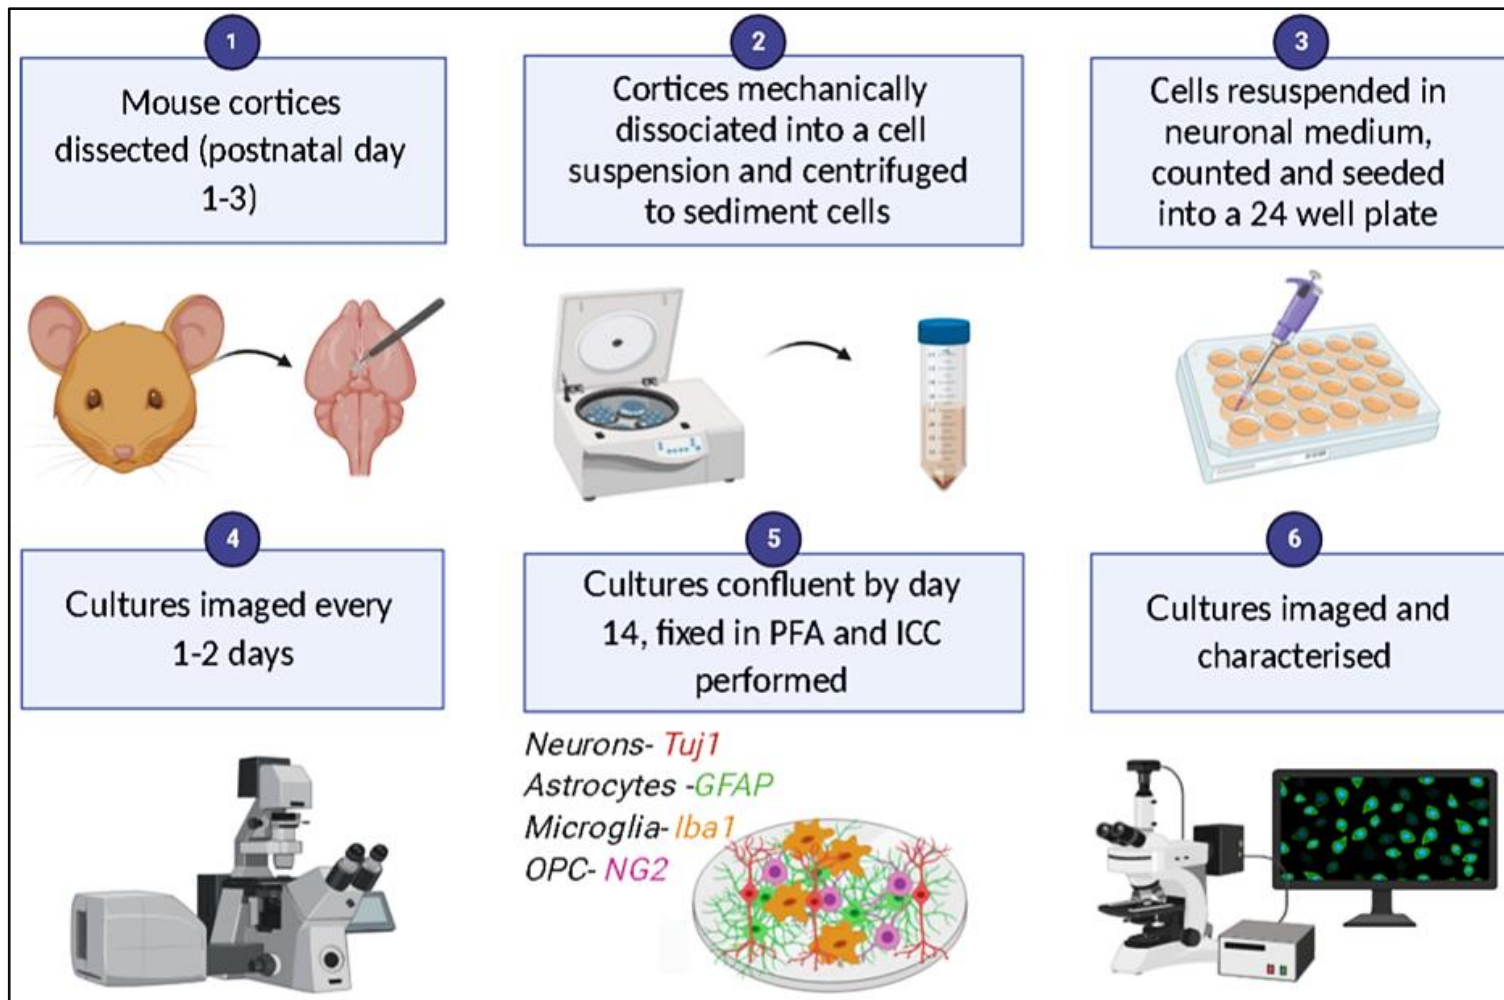 1
Mouse cortices
dissected (postnatal day
1-3)
2
Cortices mechanically
dissociated into a cell
suspension and centrifuged
to sediment cells
3
Cells resuspended in
neuronal medium,
counted and seeded
into a 24 well plate
4
Cultures imaged every
1-2 days
5
Cultures confluent by day
14, fixed in PFA and ICC
performed
Neurons- Tuj1
Astrocytes -GFAP
Microglia- Iba1
OPC- NG2
6
Cultures imaged and
characterised